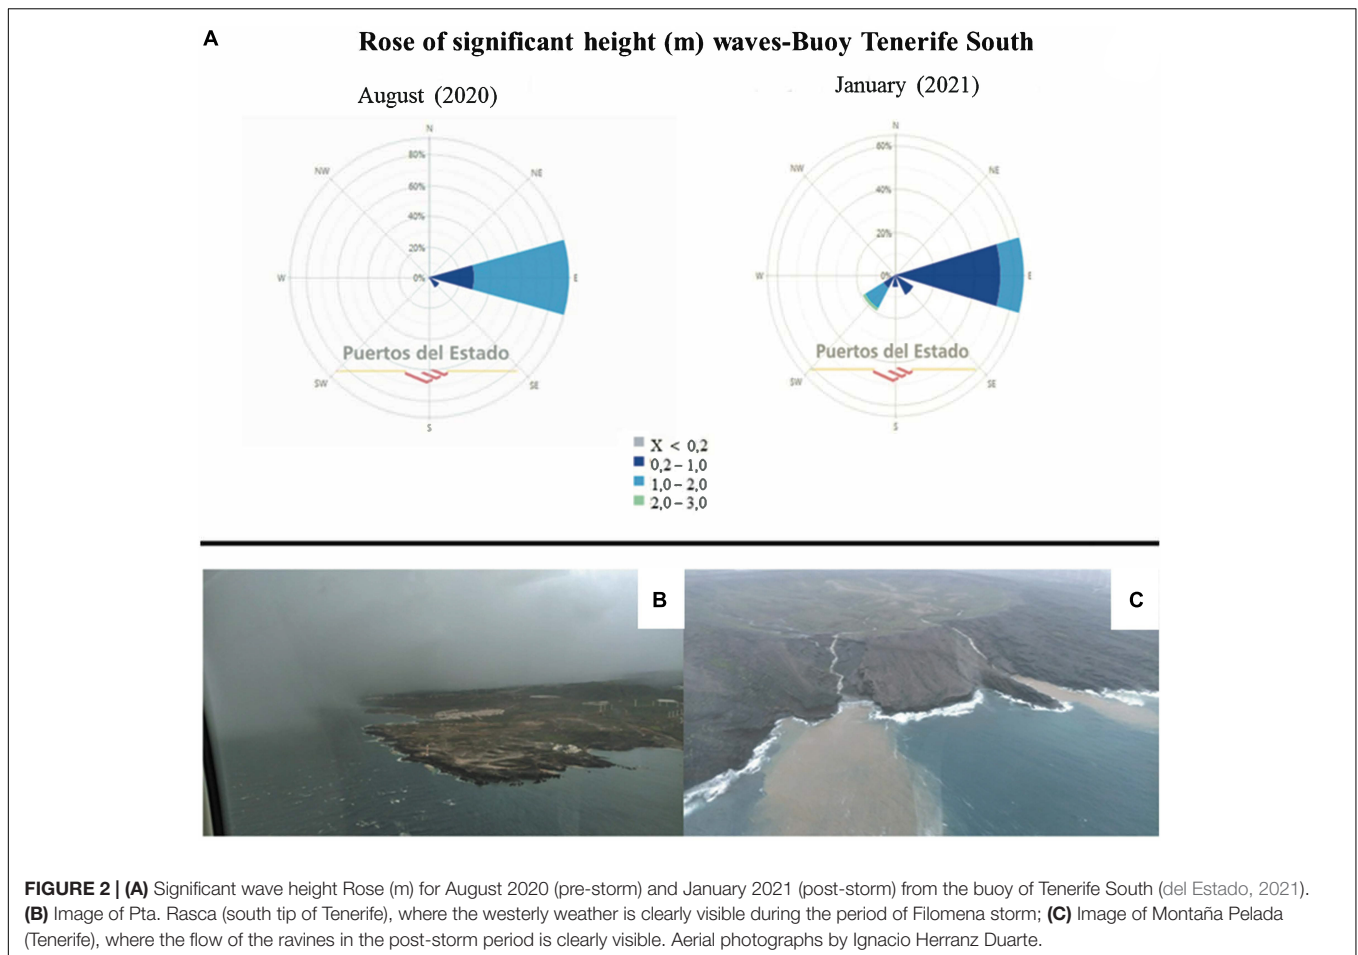 A
Rose of significant height (m) waves-Buoy Tenerife South
August (2020)
January (2021)
N
NE
E
SE
S
SW
W
NW
80%
60%
40%
20%
0%
Puertos del Estado
N
NE
E
SE
S
SW
W
NW
60%
40%
20%
0%
Puertos del Estado
X < 0,2
0,2 – 1,0
1,0 – 2,0
2,0 – 3,0
B
C
FIGURE 2 | (A) Significant wave height Rose (m) for August 2020 (pre-storm) and January 2021 (post-storm) from the buoy of Tenerife South (del Estado, 2021).
(B) Image of Pta. Rasca (south tip of Tenerife), where the westerly weather is clearly visible during the period of Filomena storm; (C) Image of Montaña Pelada
(Tenerife), where the flow of the ravines in the post-storm period is clearly visible. Aerial photographs by Ignacio Herranz Duarte.